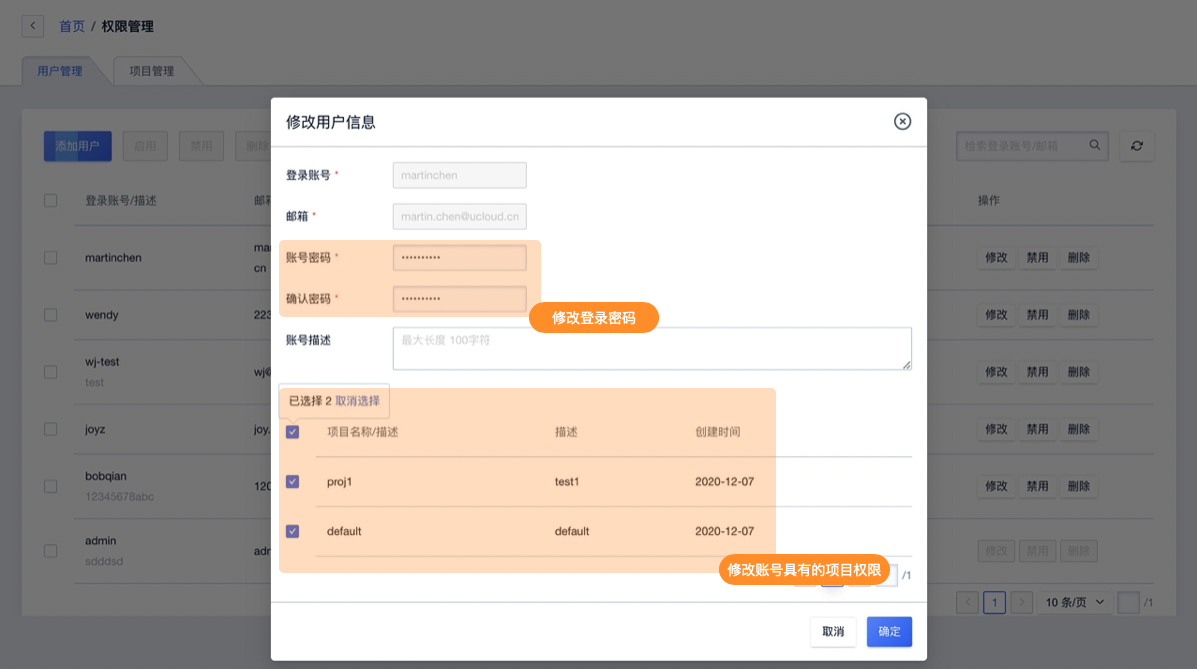 首页 / 权限管理
用户管理 项目管理
添加用户 启用 禁用 删除
检索登录账号/邮箱
登录账号/描述
操作
martinchen
cn
修改 禁用 删除
wendy
223
修改 禁用 删除
wj-test
test
wj@
修改 禁用 删除
joyz
joy.
修改 禁用 删除
bobqian
12345678abc
120
修改 禁用 删除
admin
sdddsd
修改 禁用 删除
1 10 条/页 /1
修改用户信息
登录账号 * martinchen
邮箱 * martin.chen@ucloud.cn
账号密码 * ••••••••••
确认密码 * ••••••••••
修改登录密码
账号描述 最大长度 100字符
已选择 2 取消选择
项目名称/描述 描述 创建时间
proj1 test1 2020-12-07
default default 2020-12-07
修改账号具有的项目权限
/1
取消 确定